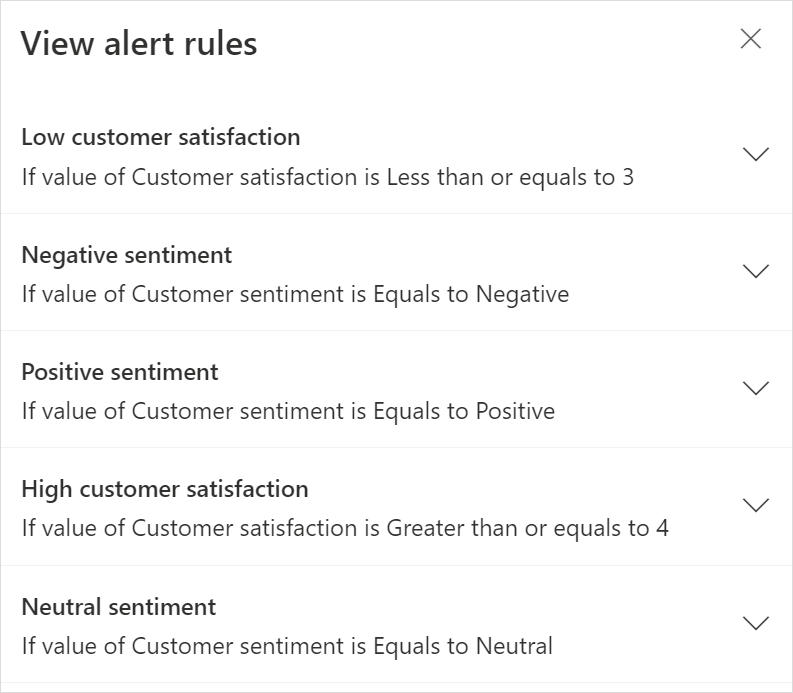 View alert rules
Low customer satisfaction
If value of Customer satisfaction is Less than or equals to 3
Negative sentiment
If value of Customer sentiment is Equals to Negative
Positive sentiment
If value of Customer sentiment is Equals to Positive
High customer satisfaction
If value of Customer satisfaction is Greater than or equals to 4
Neutral sentiment
If value of Customer sentiment is Equals to Neutral